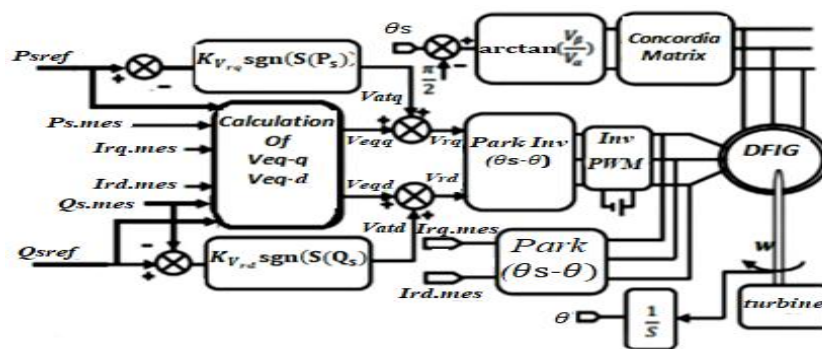 θs
+
−
π/2
arctan(Vβ/Vα)
Concordia
Matrix
Psref
+
−
K_Vrq sgn(S(Ps))
Vatq
Ps.mes
Irq.mes
Ird.mes
Qs.mes
Calculation
Of
Veq-q
Veq-d
Veqq
+
+
Vrq
Veqd
+
+
Vrd
Vatd
Park Inv
(θs-θ)
Inv
PWM
DFIG
Qsref
−
+
K_Vrd sgn(S(Qs))
Irq.mes
Ird.mes
Park
(θs-θ)
w
θ
1/S
turbine